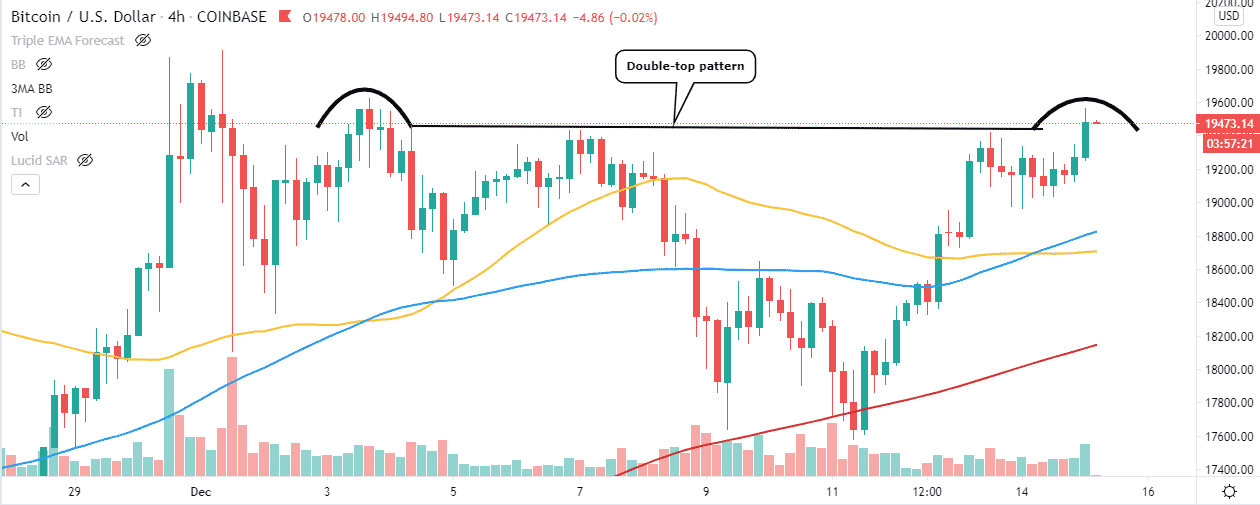 Bitcoin / U.S. Dollar · 4h · COINBASE O19478.00 H19494.80 L19473.14 C19473.14 −4.86 (−0.02%)
Triple EMA Forecast
BB
3MA BB
TI
Vol
Lucid SAR
Double-top pattern
20200.00
USD
20000.00
19800.00
19600.00
19473.14
03:57:21
19200.00
19000.00
18800.00
18600.00
18400.00
18200.00
18000.00
17800.00
17600.00
17400.00
29 Dec 3 5 7 9 11 12:00 14 16